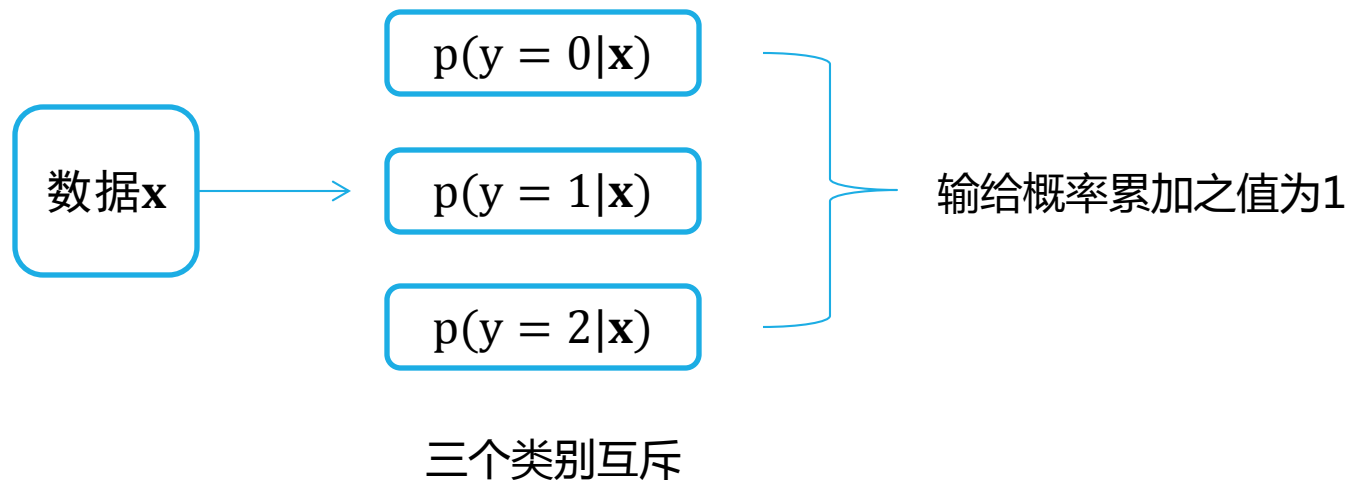 p(y = 0|x)
数据x
p(y = 1|x)
输给概率累加之值为1
p(y = 2|x)
三个类别互斥